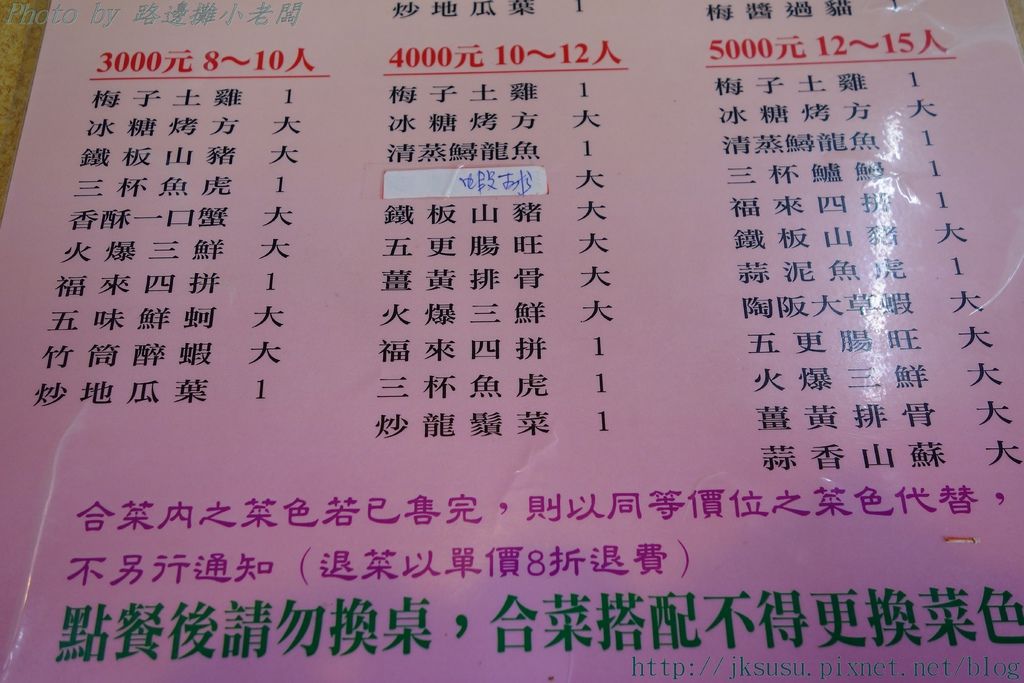 Photo by 路邊攤小老闆
炒地瓜葉 1
梅醬過貓 1
3000元 8～10人
梅子土雞 1
冰糖烤方 大
鐵板山豬 大
三杯魚虎 1
香酥一口蟹 大
火爆三鮮 大
福來四拼 1
五味鮮蚵 大
竹筒醉蝦 大
炒地瓜葉 1
4000元 10～12人
梅子土雞 1
冰糖烤方 大
清蒸鱘龍魚 1
大
鐵板山豬 大
五更腸旺 大
薑黃排骨 大
火爆三鮮 大
福來四拼 1
三杯魚虎 1
炒龍鬚菜 1
5000元 12～15人
梅子土雞 1
冰糖烤方 大
清蒸鱘龍魚 1
三杯鱸鰻 1
福來四拼 1
鐵板山豬 大
蒜泥魚虎 1
陶阪大草蝦 大
五更腸旺 大
火爆三鮮 大
薑黃排骨 大
蒜香山蘇 大
合菜內之菜色若已售完，則以同等價位之菜色代替，
不另行通知（退菜以單價8折退費）
點餐後請勿換桌，合菜搭配不得更換菜色
http://jksusu.pixnet.net/blog